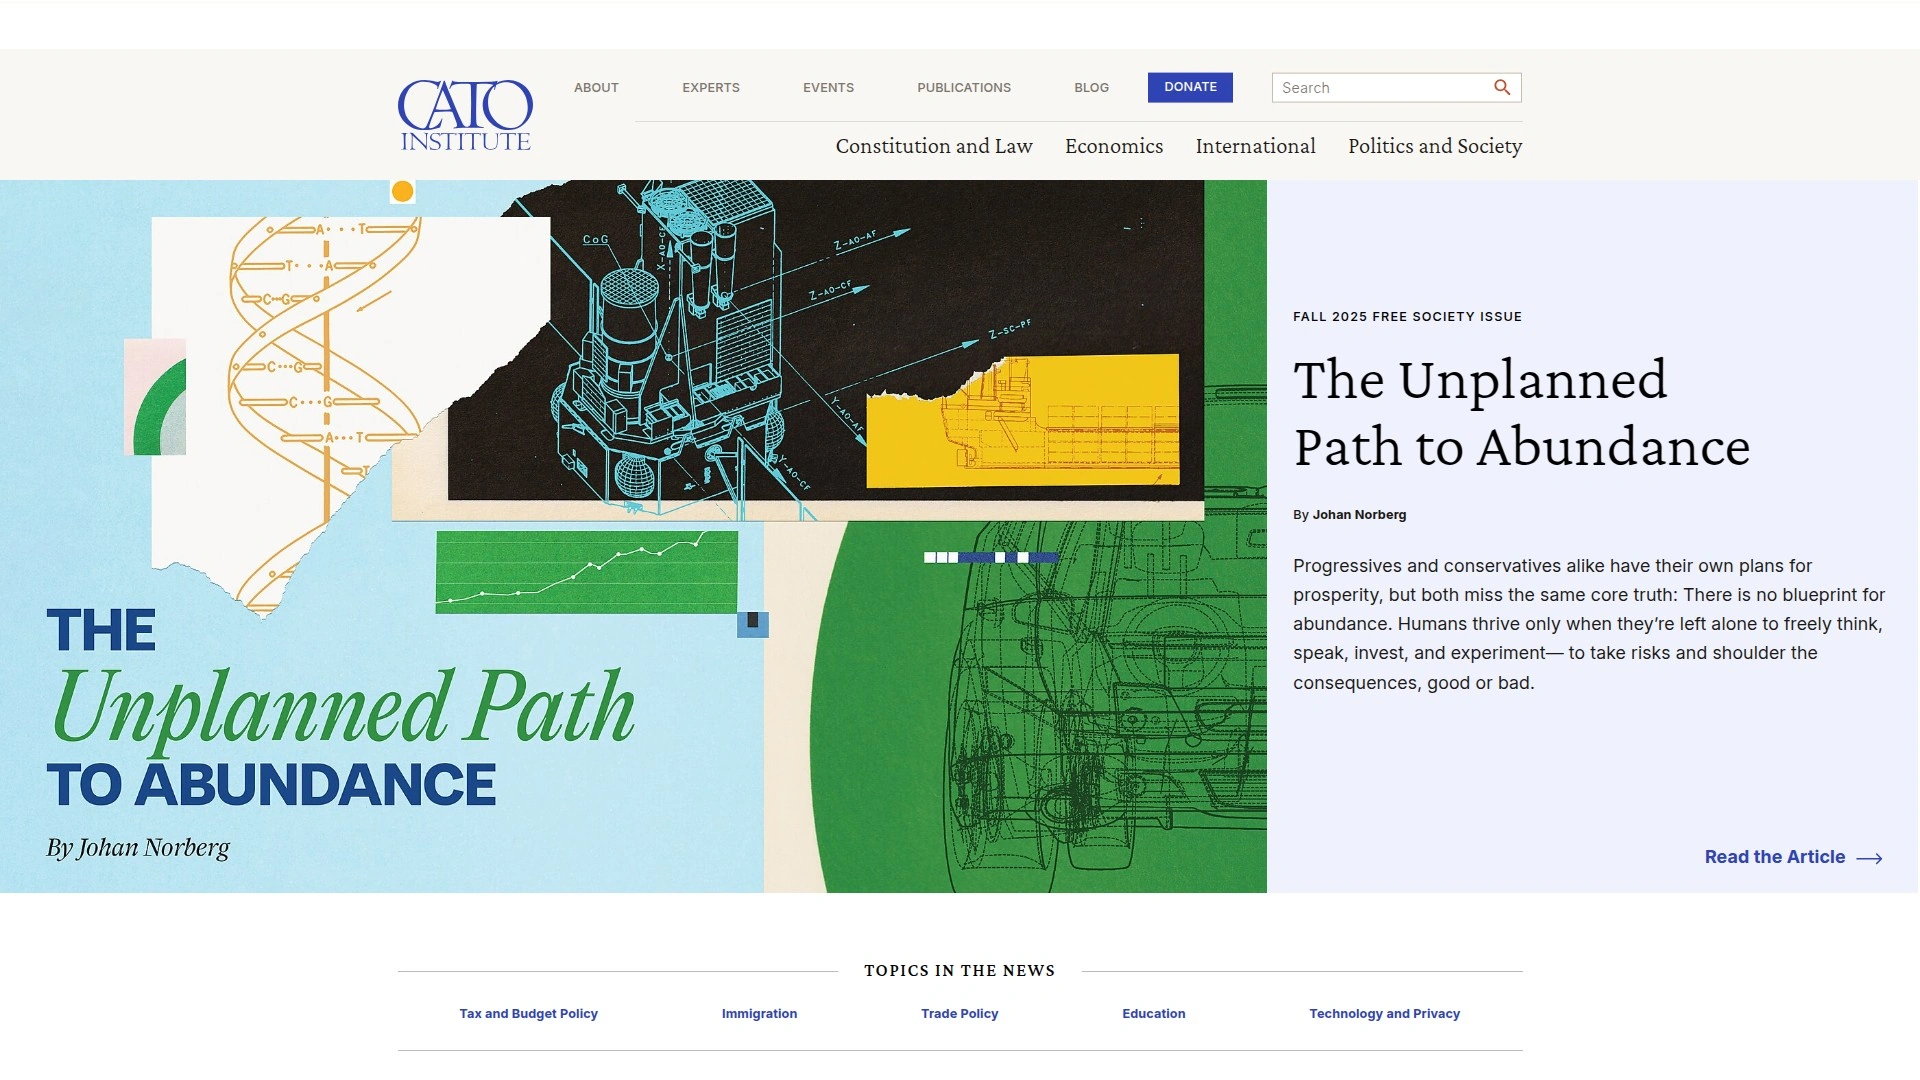 CATO
INSTITUTE
ABOUT
EXPERTS
EVENTS
PUBLICATIONS
BLOG
DONATE
Search
Constitution and Law
Economics
International
Politics and Society
A···T
T···A
C···G
C···G
C···G
A···T
T
CoG
X-AO-CF
Z-AO-AF
Z-AO-CF
Z-SC-PF
Y-AO-AF
Y-AO-CF
THE
Unplanned Path
TO ABUNDANCE
By Johan Norberg
FALL 2025 FREE SOCIETY ISSUE
The Unplanned
Path to Abundance
By Johan Norberg
Progressives and conservatives alike have their own plans for
prosperity, but both miss the same core truth: There is no blueprint for
abundance. Humans thrive only when they’re left alone to freely think,
speak, invest, and experiment— to take risks and shoulder the
consequences, good or bad.
Read the Article
TOPICS IN THE NEWS
Tax and Budget Policy
Immigration
Trade Policy
Education
Technology and Privacy